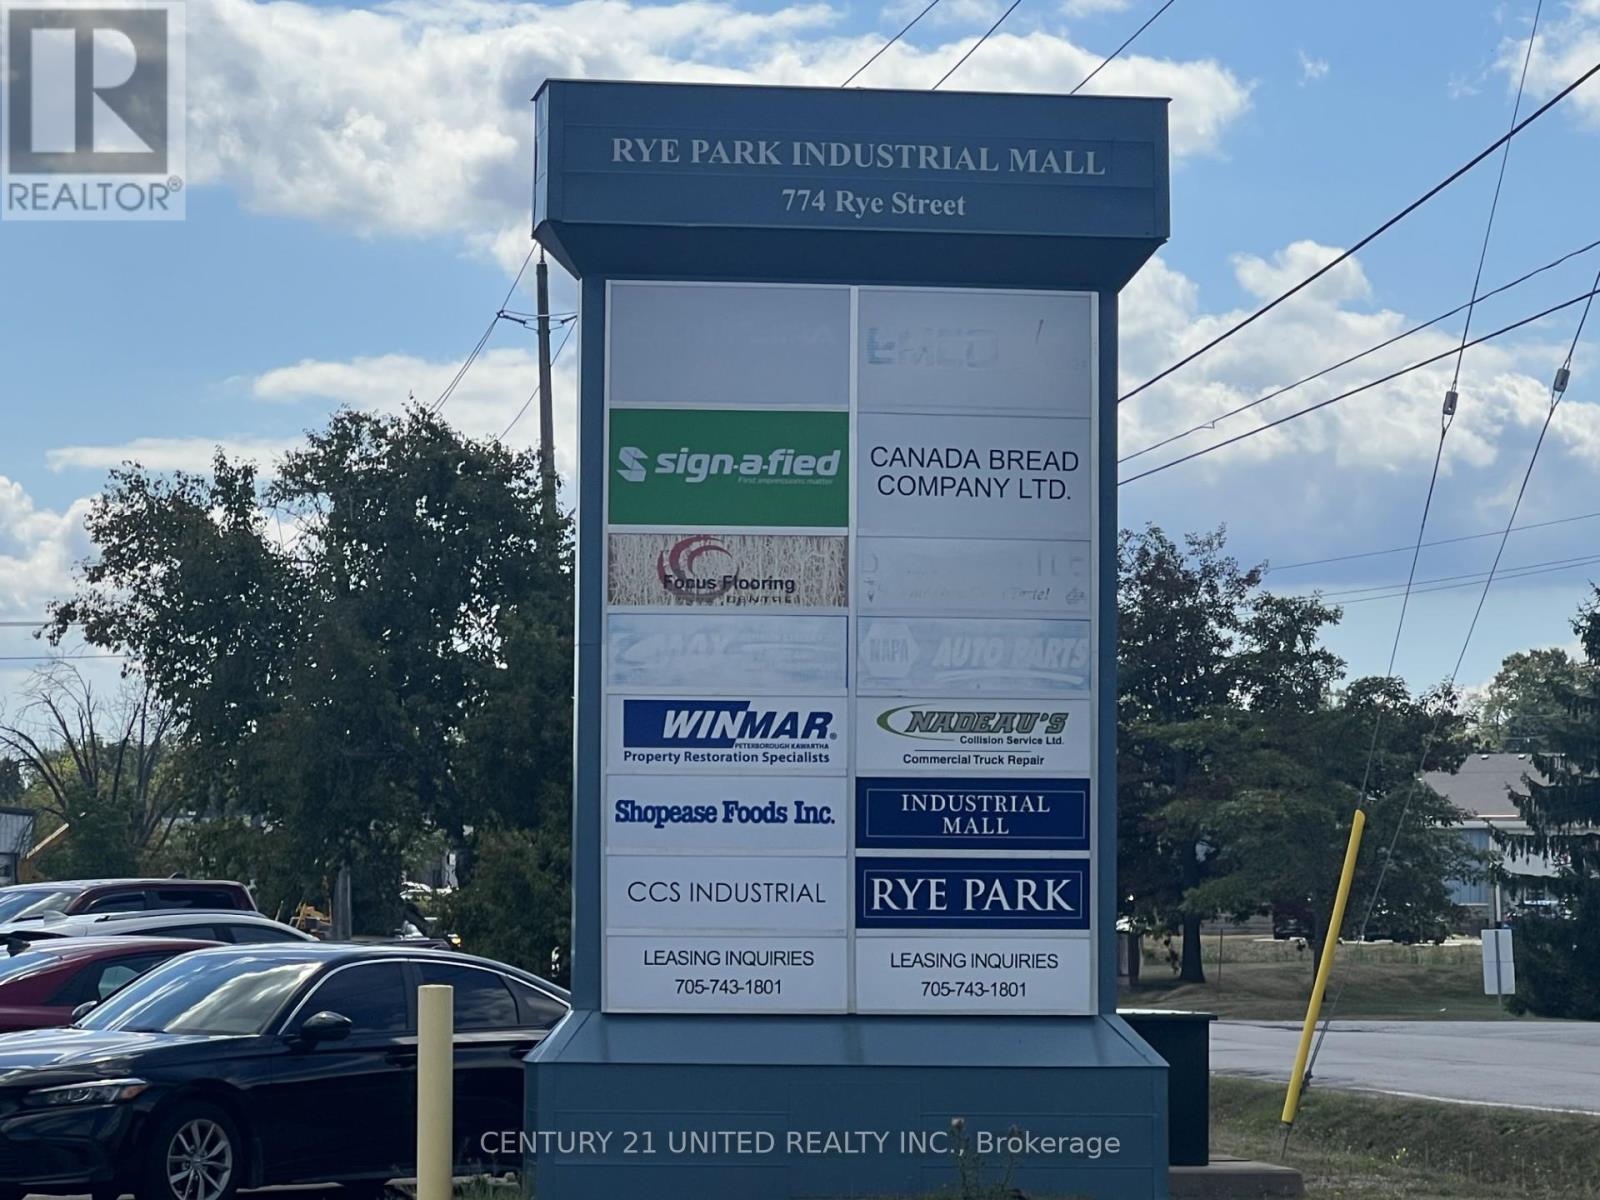 REALTOR®
RYE PARK INDUSTRIAL MALL
774 Rye Street
EMCO
sign-a-fied
First impressions matter
CANADA BREAD
COMPANY LTD.
Focus Flooring
CENTRE
NAPA AUTO PARTS
WINMAR®
PETERBOROUGH KAWARTHA
Property Restoration Specialists
NADEAU'S
Collision Service Ltd.
Commercial Truck Repair
Shopease Foods Inc.
INDUSTRIAL
MALL
CCS INDUSTRIAL
RYE PARK
LEASING INQUIRIES
705-743-1801
LEASING INQUIRIES
705-743-1801
CENTURY 21 UNITED REALTY INC., Brokerage